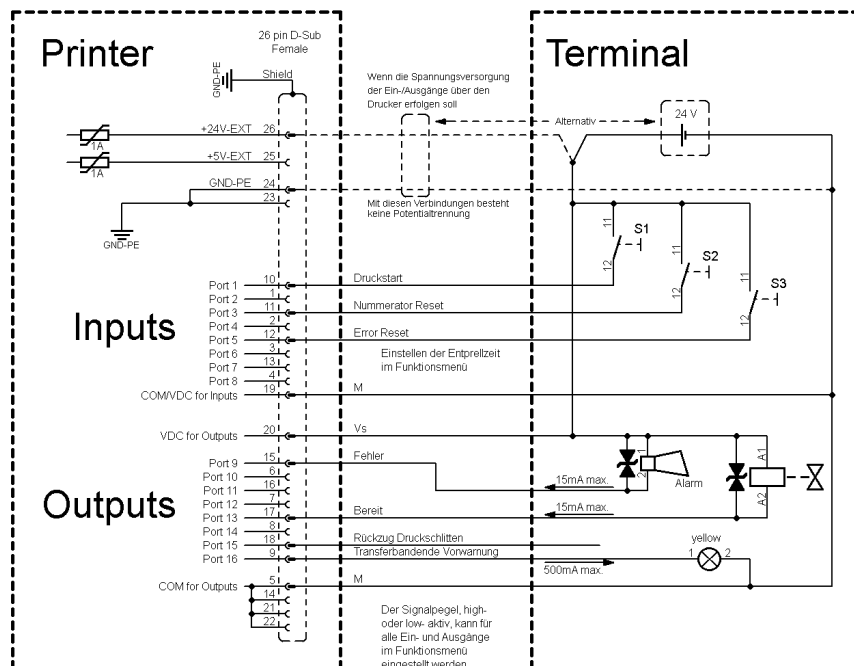 Printer
26 pin D-Sub
Female
Terminal
GND-PE
Shield
Wenn die Spannungsversorgung
der Ein-/Ausgänge über den
Drucker erfolgen soll
Alternativ
24 V
+24V-EXT 26
1A
+5V-EXT 25
1A
GND-PE 24
23
GND-PE
Mit diesen Verbindungen besteht
keine Potentialtrennung
11
S1
12
11
S2
12
11
S3
12
Inputs
Port 1 10 Druckstart
Port 2 1
Port 3 11 Nummerator Reset
Port 4 2
Port 5 12 Error Reset
Port 6 3
Port 7 13
Port 8 4
Einstellen der Entprellzeit
im Funktionsmenü
COM/VDC for Inputs 19 M
VDC for Outputs 20 Vs
Outputs
Port 9 15 Fehler
Port 10 6
Port 11 16
Port 12 7
Port 13 17 Bereit
Port 14 8
Port 15 18 Rückzug Druckschlitten
Port 16 9 Transferbandende Vorwarnung
1
2
Alarm
A1
A2
15mA max.
15mA max.
500mA max.
yellow
1 2
COM for Outputs 5 M
14
21
22
Der Signalpegel, high-
oder low- aktiv, kann für
alle Ein- und Ausgänge
im Funktionsmenü
eingestellt werden